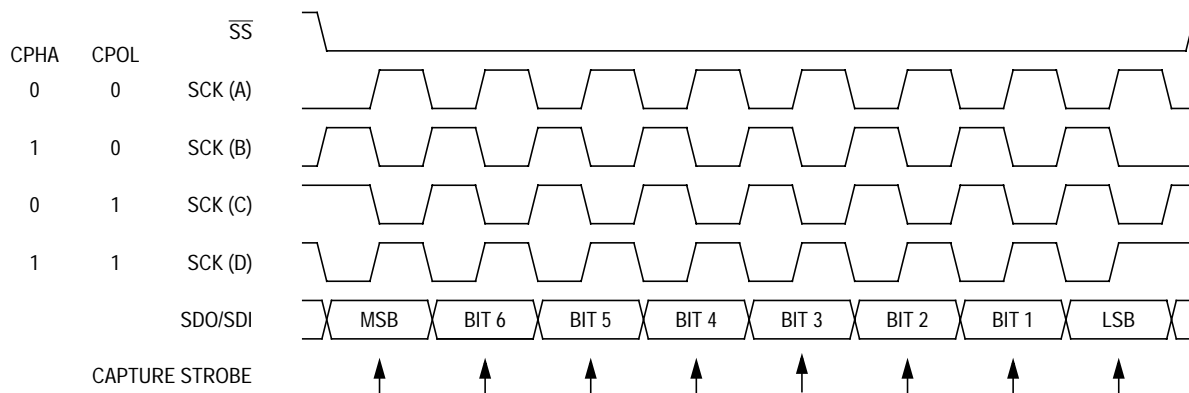 SS
CPHA CPOL
0 0 SCK (A)
1 0 SCK (B)
0 1 SCK (C)
1 1 SCK (D)
SDO/SDI MSB BIT 6 BIT 5 BIT 4 BIT 3 BIT 2 BIT 1 LSB
CAPTURE STROBE